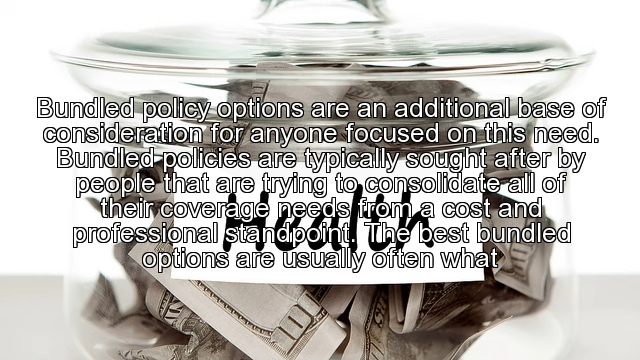 Bundled policy options are an additional base of
consideration for anyone focused on this need.
Bundled policies are typically sought after by
people that are trying to consolidate all of
their coverage needs from a cost and
professional standpoint. The best bundled
options are usually often what
Health
100